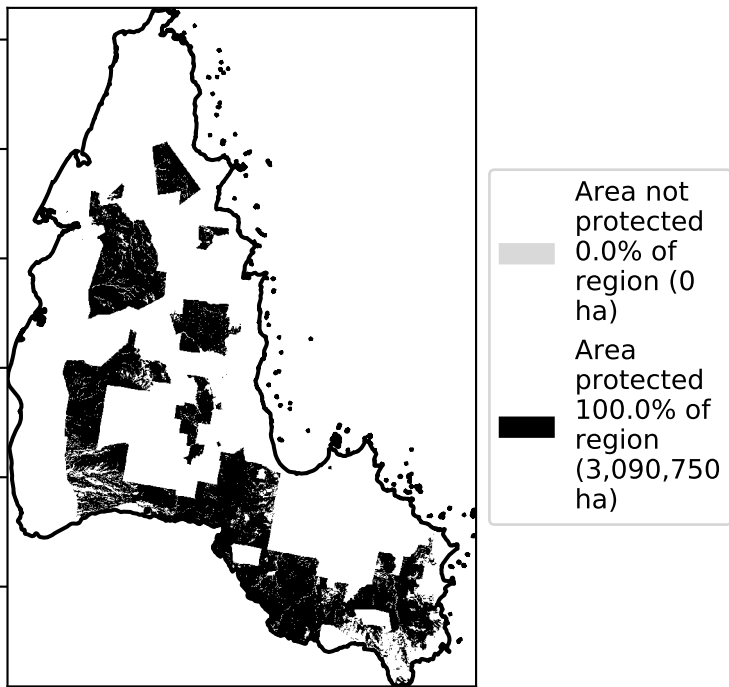 Area not
protected
0.0% of
region (0
ha)
Area
protected
100.0% of
region
(3,090,750
ha)